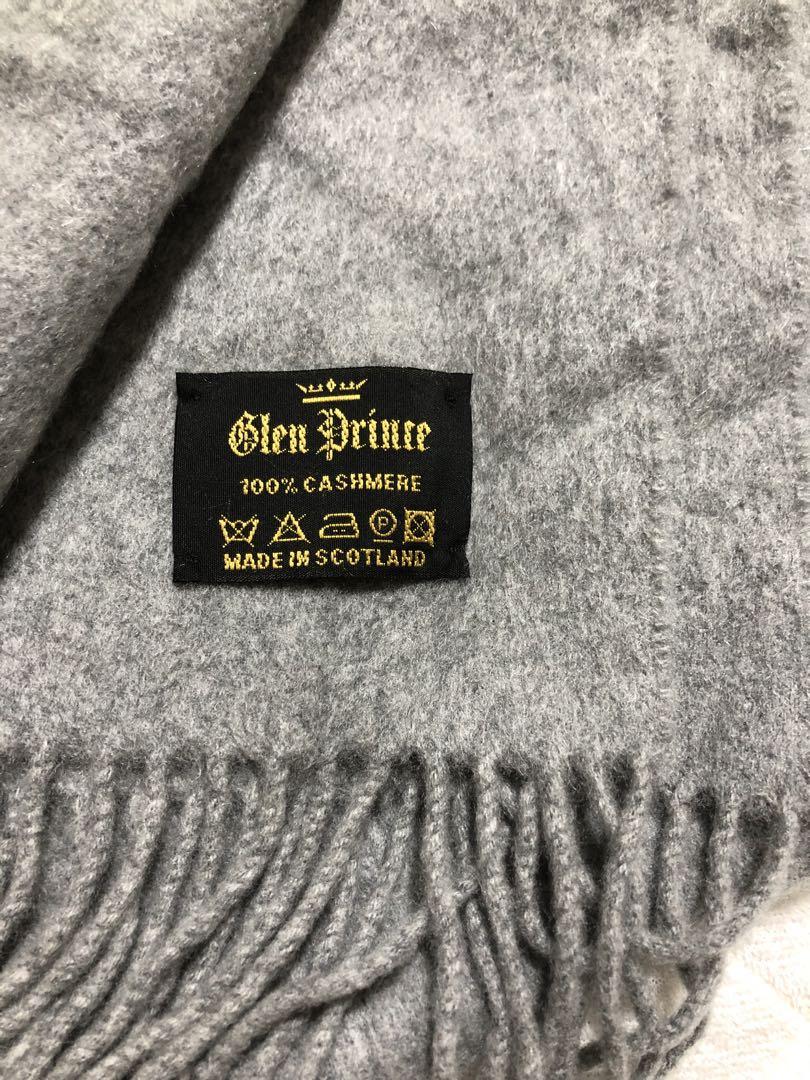 Glen Prince
100% CASHMERE
P
MADE IN SCOTLAND